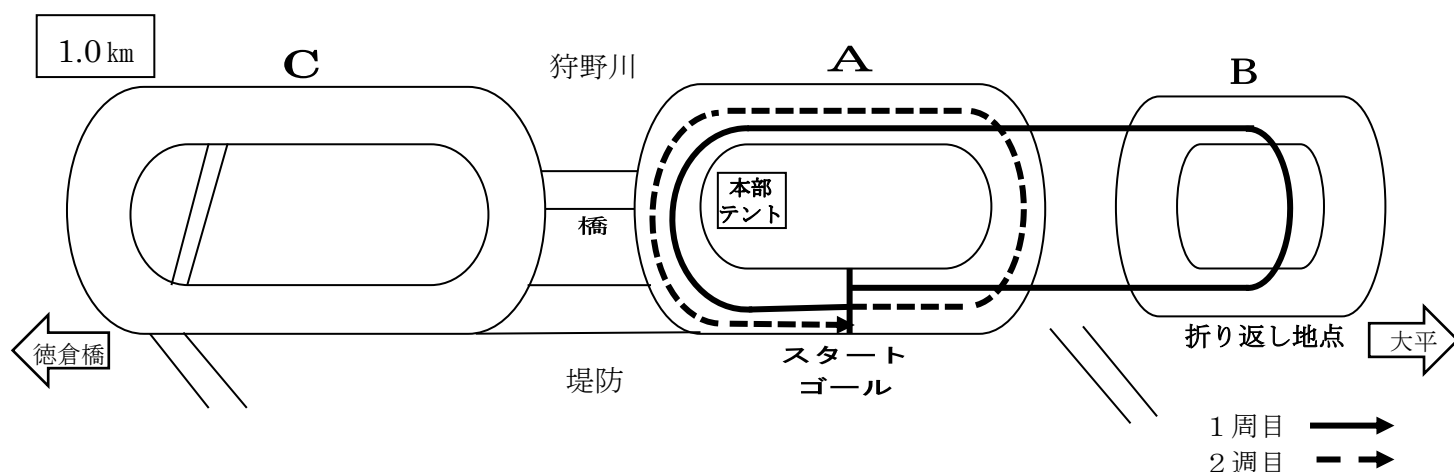 1.0㎞
C
狩野川
A
B
本部
テント
橋
徳倉橋
堤防
スタート
ゴール
折り返し地点
大平
１周目
２週目